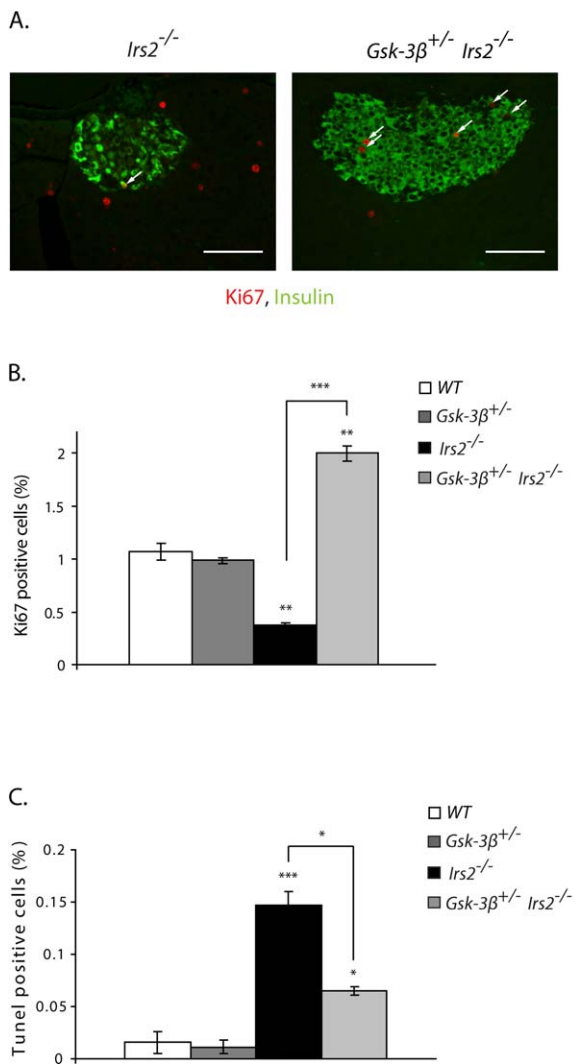 A.
Irs2-/-
Gsk-3β+/- Irs2-/-
Ki67, Insulin
B.
***
**
**
Ki67 positive cells (%)
2
1.5
1
0.5
0
WT
Gsk-3β+/-
Irs2-/-
Gsk-3β+/- Irs2-/-
C.
*
***
*
Tunel positive cells (%)
0.2
0.15
0.1
0.05
0
WT
Gsk-3β+/-
Irs2-/-
Gsk-3β+/- Irs2-/-